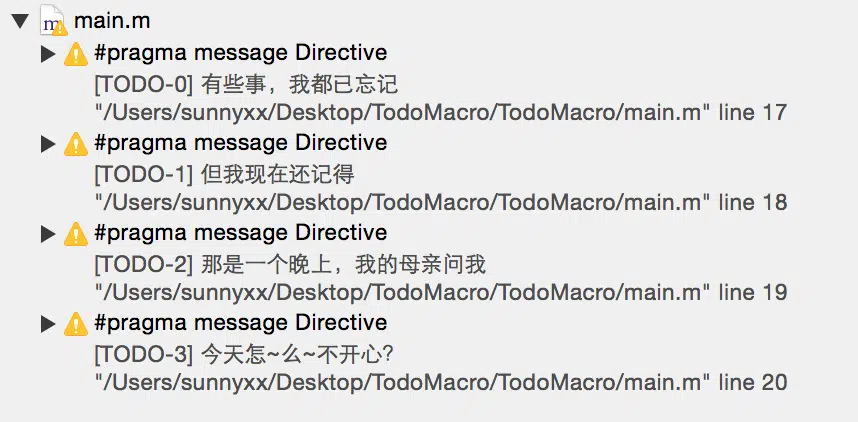 main.m
#pragma message Directive
[TODO-0] 有些事，我都已忘记
"/Users/sunnyxx/Desktop/TodoMacro/TodoMacro/main.m" line 17
#pragma message Directive
[TODO-1] 但我现在还记得
"/Users/sunnyxx/Desktop/TodoMacro/TodoMacro/main.m" line 18
#pragma message Directive
[TODO-2] 那是一个晚上，我的母亲问我
"/Users/sunnyxx/Desktop/TodoMacro/TodoMacro/main.m" line 19
#pragma message Directive
[TODO-3] 今天怎~么~不开心?
"/Users/sunnyxx/Desktop/TodoMacro/TodoMacro/main.m" line 20